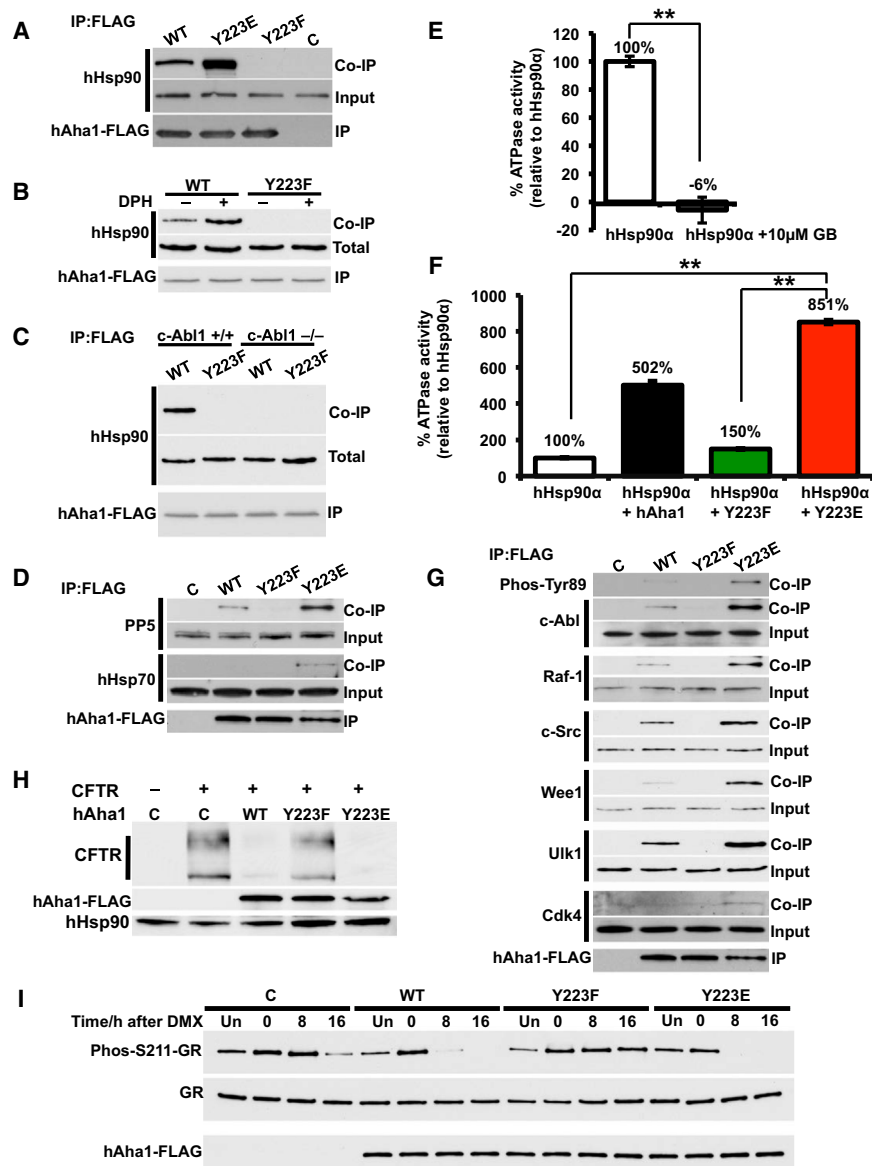 A
IP:FLAG
WT Y223E Y223F C
hHsp90
Co-IP
Input
hAha1-FLAG
IP
B
WT Y223F
DPH – + – +
hHsp90
Co-IP
Total
hAha1-FLAG
IP
C
IP:FLAG
c-Abl1 +/+ c-Abl1 –/–
WT Y223F WT Y223F
hHsp90
Co-IP
Total
hAha1-FLAG
IP
D
IP:FLAG
C WT Y223F Y223E
PP5
Co-IP
Input
hHsp70
Co-IP
Input
hAha1-FLAG
IP
E
% ATPase activity
(relative to hHsp90α)
120
100
80
60
40
20
0
-20
**
100%
-6%
hHsp90α hHsp90α +10μM GB
F
% ATPase activity
(relative to hHsp90α)
1000
800
600
400
200
0
**
**
100%
502%
150%
851%
hHsp90α hHsp90α hHsp90α hHsp90α
+ hAha1 + Y223F + Y223E
G
IP:FLAG
C WT Y223F Y223E
Phos-Tyr89
Co-IP
c-Abl
Co-IP
Input
Raf-1
Co-IP
Input
c-Src
Co-IP
Input
Wee1
Co-IP
Input
Ulk1
Co-IP
Input
Cdk4
Co-IP
Input
hAha1-FLAG
IP
H
CFTR – + + + +
hAha1 C C WT Y223F Y223E
CFTR
hAha1-FLAG
hHsp90
I
C WT Y223F Y223E
Time/h after DMX Un 0 8 16 Un 0 8 16 Un 0 8 16 Un 0 8 16
Phos-S211-GR
GR
hAha1-FLAG